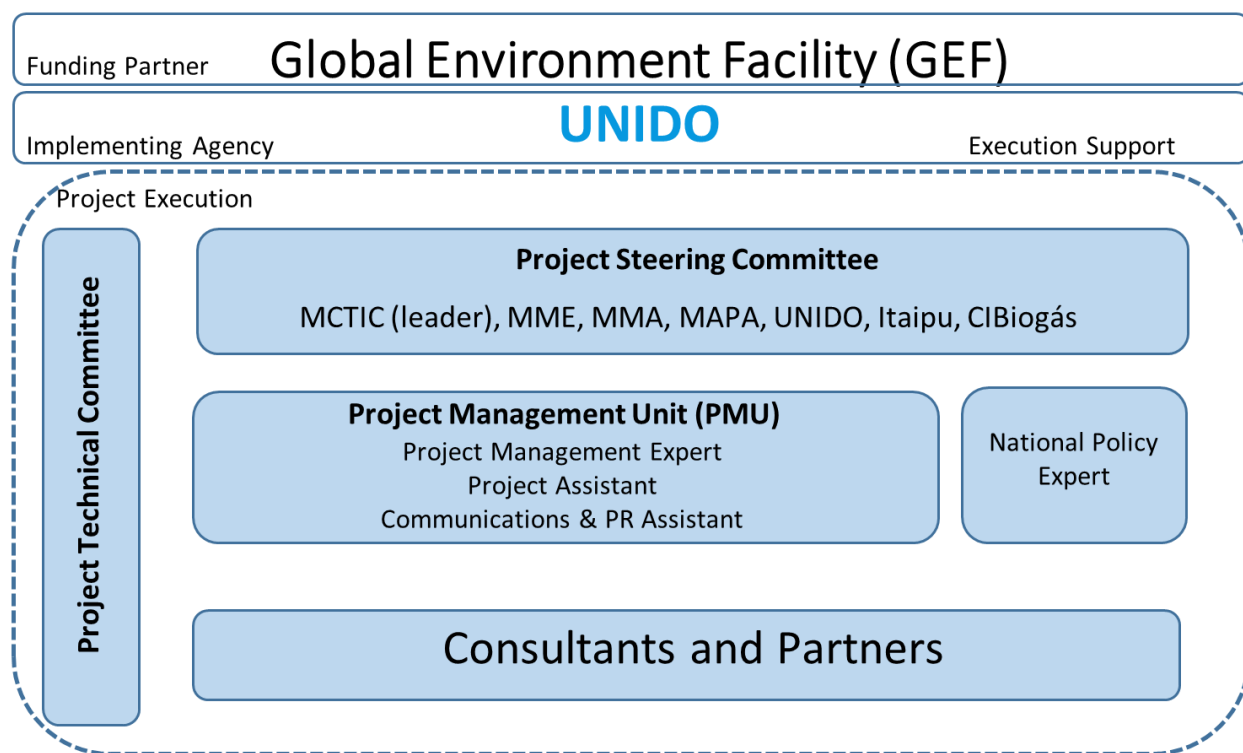 Funding Partner
Global Environment Facility (GEF)
UNIDO
Implementing Agency
Execution Support
Project Execution
Project Technical Committee
Project Steering Committee
MCTIC (leader), MME, MMA, MAPA, UNIDO, Itaipu, CIBiogás
Project Management Unit (PMU)
Project Management Expert
Project Assistant
Communications & PR Assistant
National Policy
Expert
Consultants and Partners